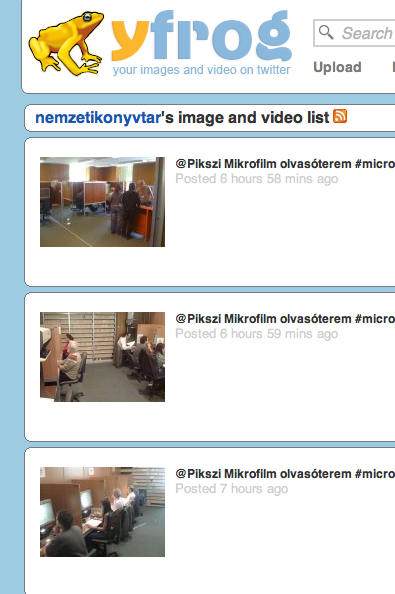 yfrog
your images and video on twitter
Search
Upload
nemzetikonyvtar's image and video list
@Pikszi Mikrofilm olvasóterem #micro
Posted 6 hours 58 mins ago
@Pikszi Mikrofilm olvasóterem #micro
Posted 6 hours 59 mins ago
@Pikszi Mikrofilm olvasóterem #micro
Posted 7 hours ago